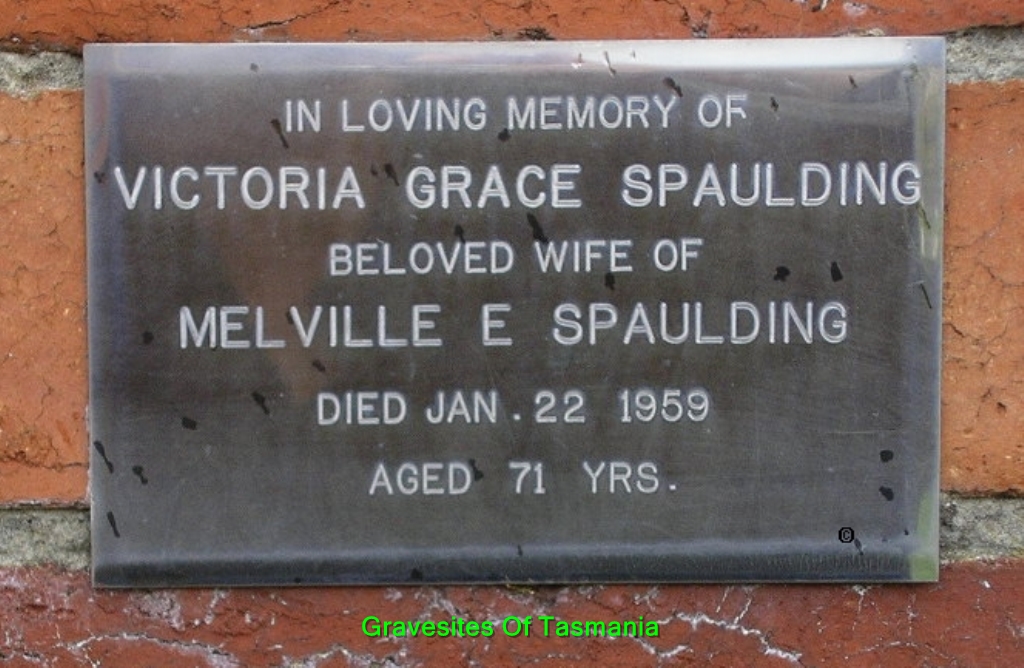 IN LOVING MEMORY OF
VICTORIA GRACE SPAULDING
BELOVED WIFE OF
MELVILLE E SPAULDING
DIED JAN. 22 1959
AGED 71 YRS.
©
Gravesites Of Tasmania